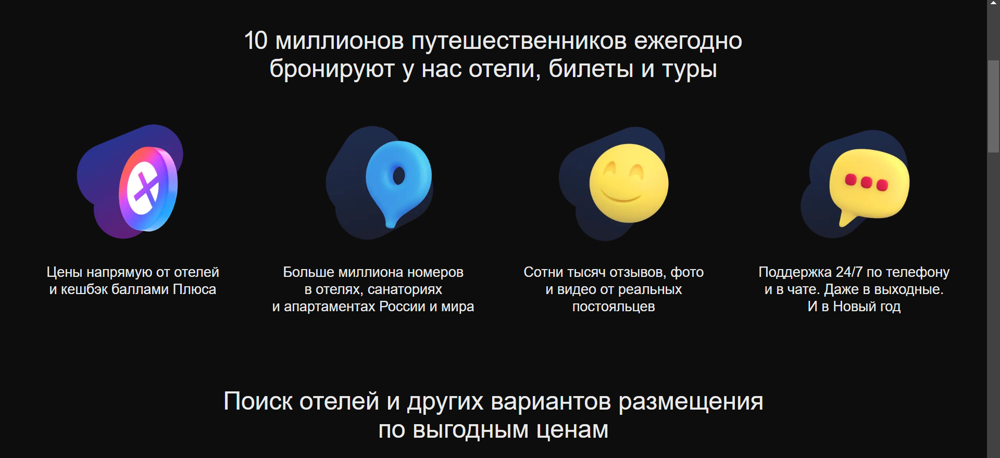 10 миллионов путешественников ежегодно
бронируют у нас отели, билеты и туры
Цены напрямую от отелей
и кешбэк баллами Плюса
Больше миллиона номеров
в отелях, санаториях
и апартаментах России и мира
Сотни тысяч отзывов, фото
и видео от реальных
постояльцев
Поддержка 24/7 по телефону
и в чате. Даже в выходные.
И в Новый год
Поиск отелей и других вариантов размещения
по выгодным ценам